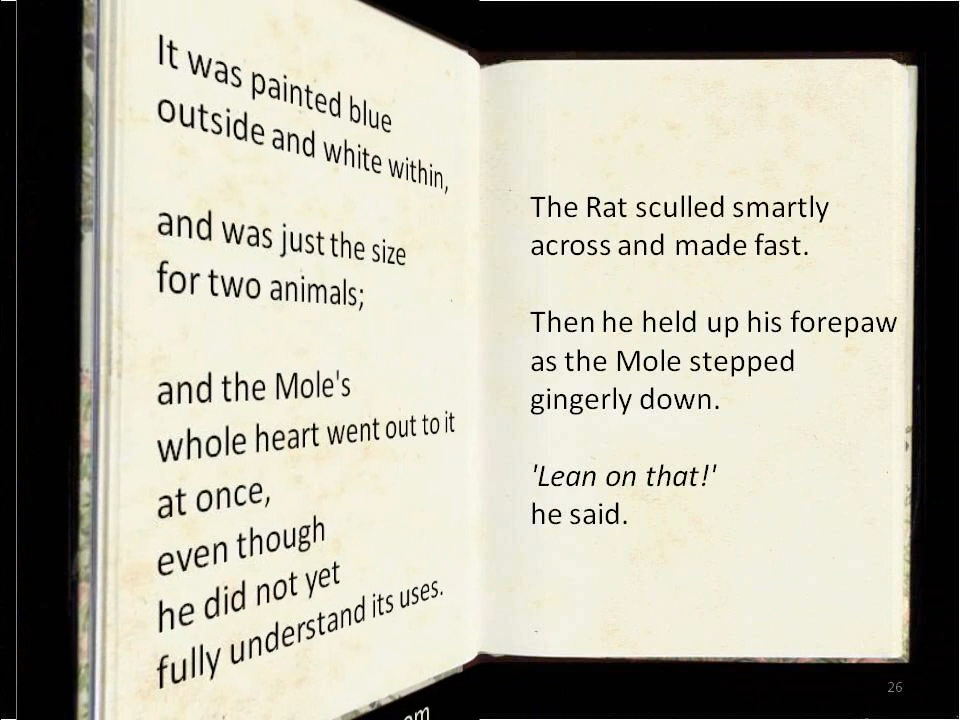 It was painted blue
outside and white within,
and was just the size
for two animals;
and the Mole's
whole heart went out to it
at once,
even though
he did not yet
fully understand its uses.
The Rat sculled smartly
across and made fast.
Then he held up his forepaw
as the Mole stepped
gingerly down.
'Lean on that!'
he said.
26